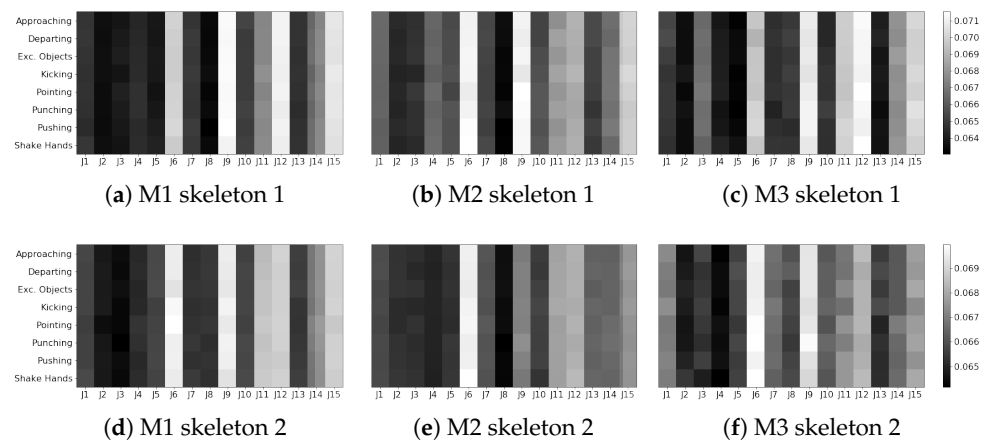 Approaching
Departing
Exc. Objects
Kicking
Pointing
Punching
Pushing
Shake Hands
J1 J2 J3 J4 J5 J6 J7 J8 J9 J10 J11 J12 J13 J14 J15
J1 J2 J3 J4 J5 J6 J7 J8 J9 J10 J11 J12 J13 J14 J15
J1 J2 J3 J4 J5 J6 J7 J8 J9 J10 J11 J12 J13 J14 J15
0.071
0.070
0.069
0.068
0.067
0.066
0.065
0.064
(a) M1 skeleton 1
(b) M2 skeleton 1
(c) M3 skeleton 1
Approaching
Departing
Exc. Objects
Kicking
Pointing
Punching
Pushing
Shake Hands
J1 J2 J3 J4 J5 J6 J7 J8 J9 J10 J11 J12 J13 J14 J15
J1 J2 J3 J4 J5 J6 J7 J8 J9 J10 J11 J12 J13 J14 J15
J1 J2 J3 J4 J5 J6 J7 J8 J9 J10 J11 J12 J13 J14 J15
0.069
0.068
0.067
0.066
0.065
(d) M1 skeleton 2
(e) M2 skeleton 2
(f) M3 skeleton 2